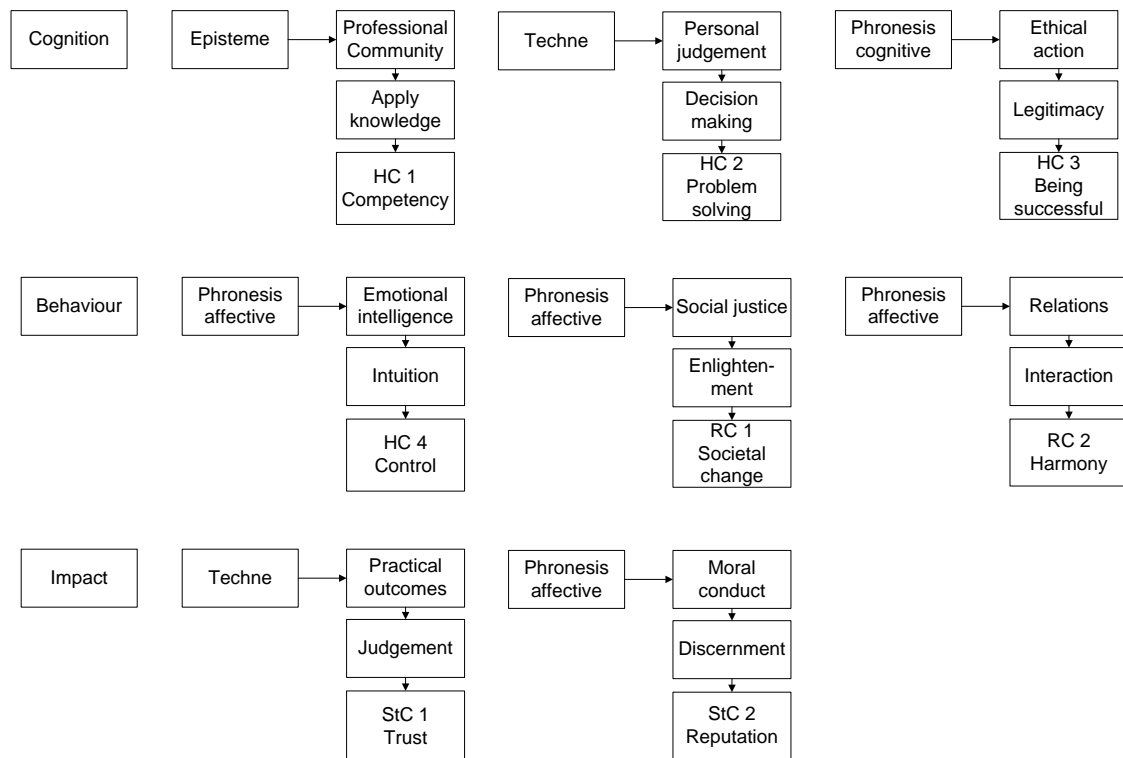 Cognition
Episteme
Professional
Community
Apply
knowledge
HC 1
Competency
Techne
Personal
judgement
Decision
making
HC 2
Problem
solving
Phronesis
cognitive
Ethical
action
Legitimacy
HC 3
Being
successful
Behaviour
Phronesis
affective
Emotional
intelligence
Intuition
HC 4
Control
Phronesis
affective
Social justice
Enlighten-
ment
RC 1
Societal
change
Phronesis
affective
Relations
Interaction
RC 2
Harmony
Impact
Techne
Practical
outcomes
Judgement
StC 1
Trust
Phronesis
affective
Moral
conduct
Discernment
StC 2
Reputation